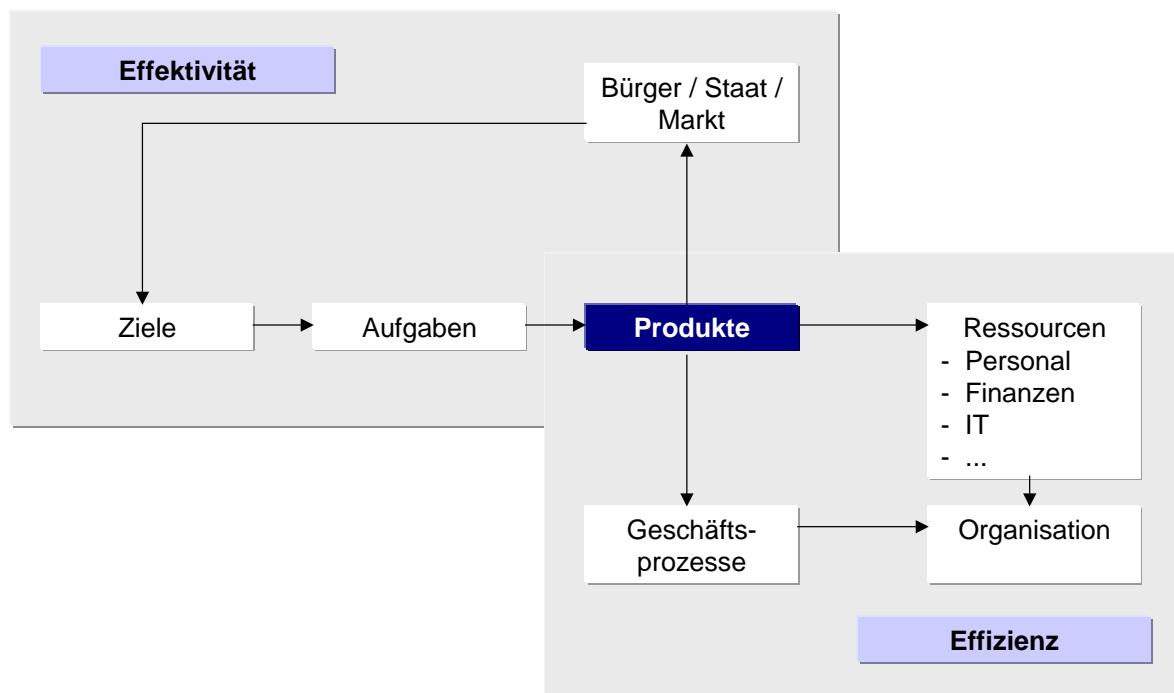 Effektivität
Bürger / Staat /
Markt
Ziele
Aufgaben
Produkte
Ressourcen
- Personal
- Finanzen
- IT
- ...
Geschäfts-
prozesse
Organisation
Effizienz